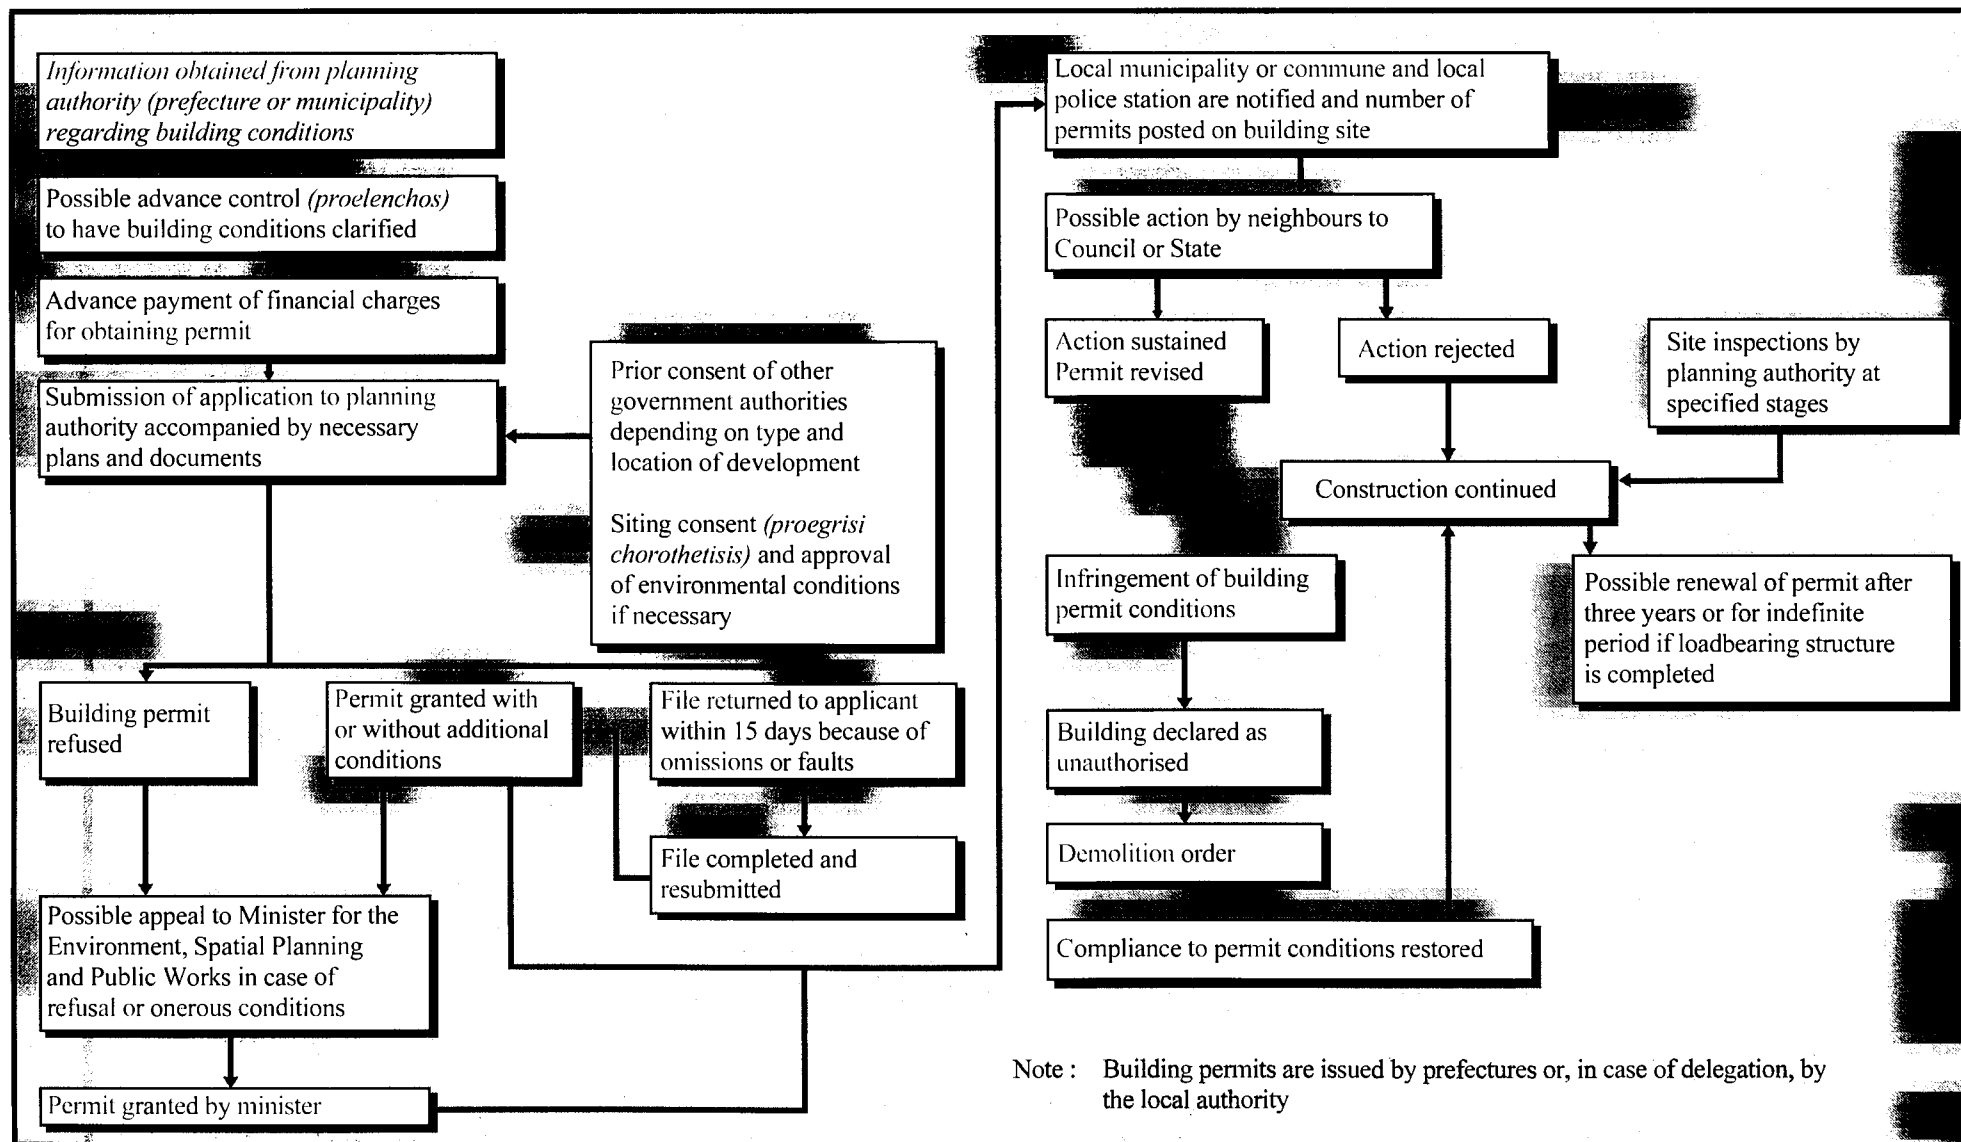 Information obtained from planning
authority (prefecture or municipality)
regarding building conditions
Possible advance control (proelenchos)
to have building conditions clarified
Advance payment of financial charges
for obtaining permit
Submission of application to planning
authority accompanied by necessary
plans and documents
Prior consent of other
government authorities
depending on type and
location of development
Siting consent (proegrisi
chorothetisis) and approval
of environmental conditions
if necessary
Building permit
refused
Permit granted with
or without additional
conditions
File returned to applicant
within 15 days because of
omissions or faults
File completed and
resubmitted
Possible appeal to Minister for the
Environment, Spatial Planning
and Public Works in case of
refusal or onerous conditions
Permit granted by minister
Local municipality or commune and local
police station are notified and number of
permits posted on building site
Possible action by neighbours to
Council or State
Action sustained
Permit revised
Action rejected
Site inspections by
planning authority at
specified stages
Construction continued
Infringement of building
permit conditions
Possible renewal of permit after
three years or for indefinite
period if loadbearing structure
is completed
Building declared as
unauthorised
Demolition order
Compliance to permit conditions restored
Note : Building permits are issued by prefectures or, in case of delegation, by
the local authority